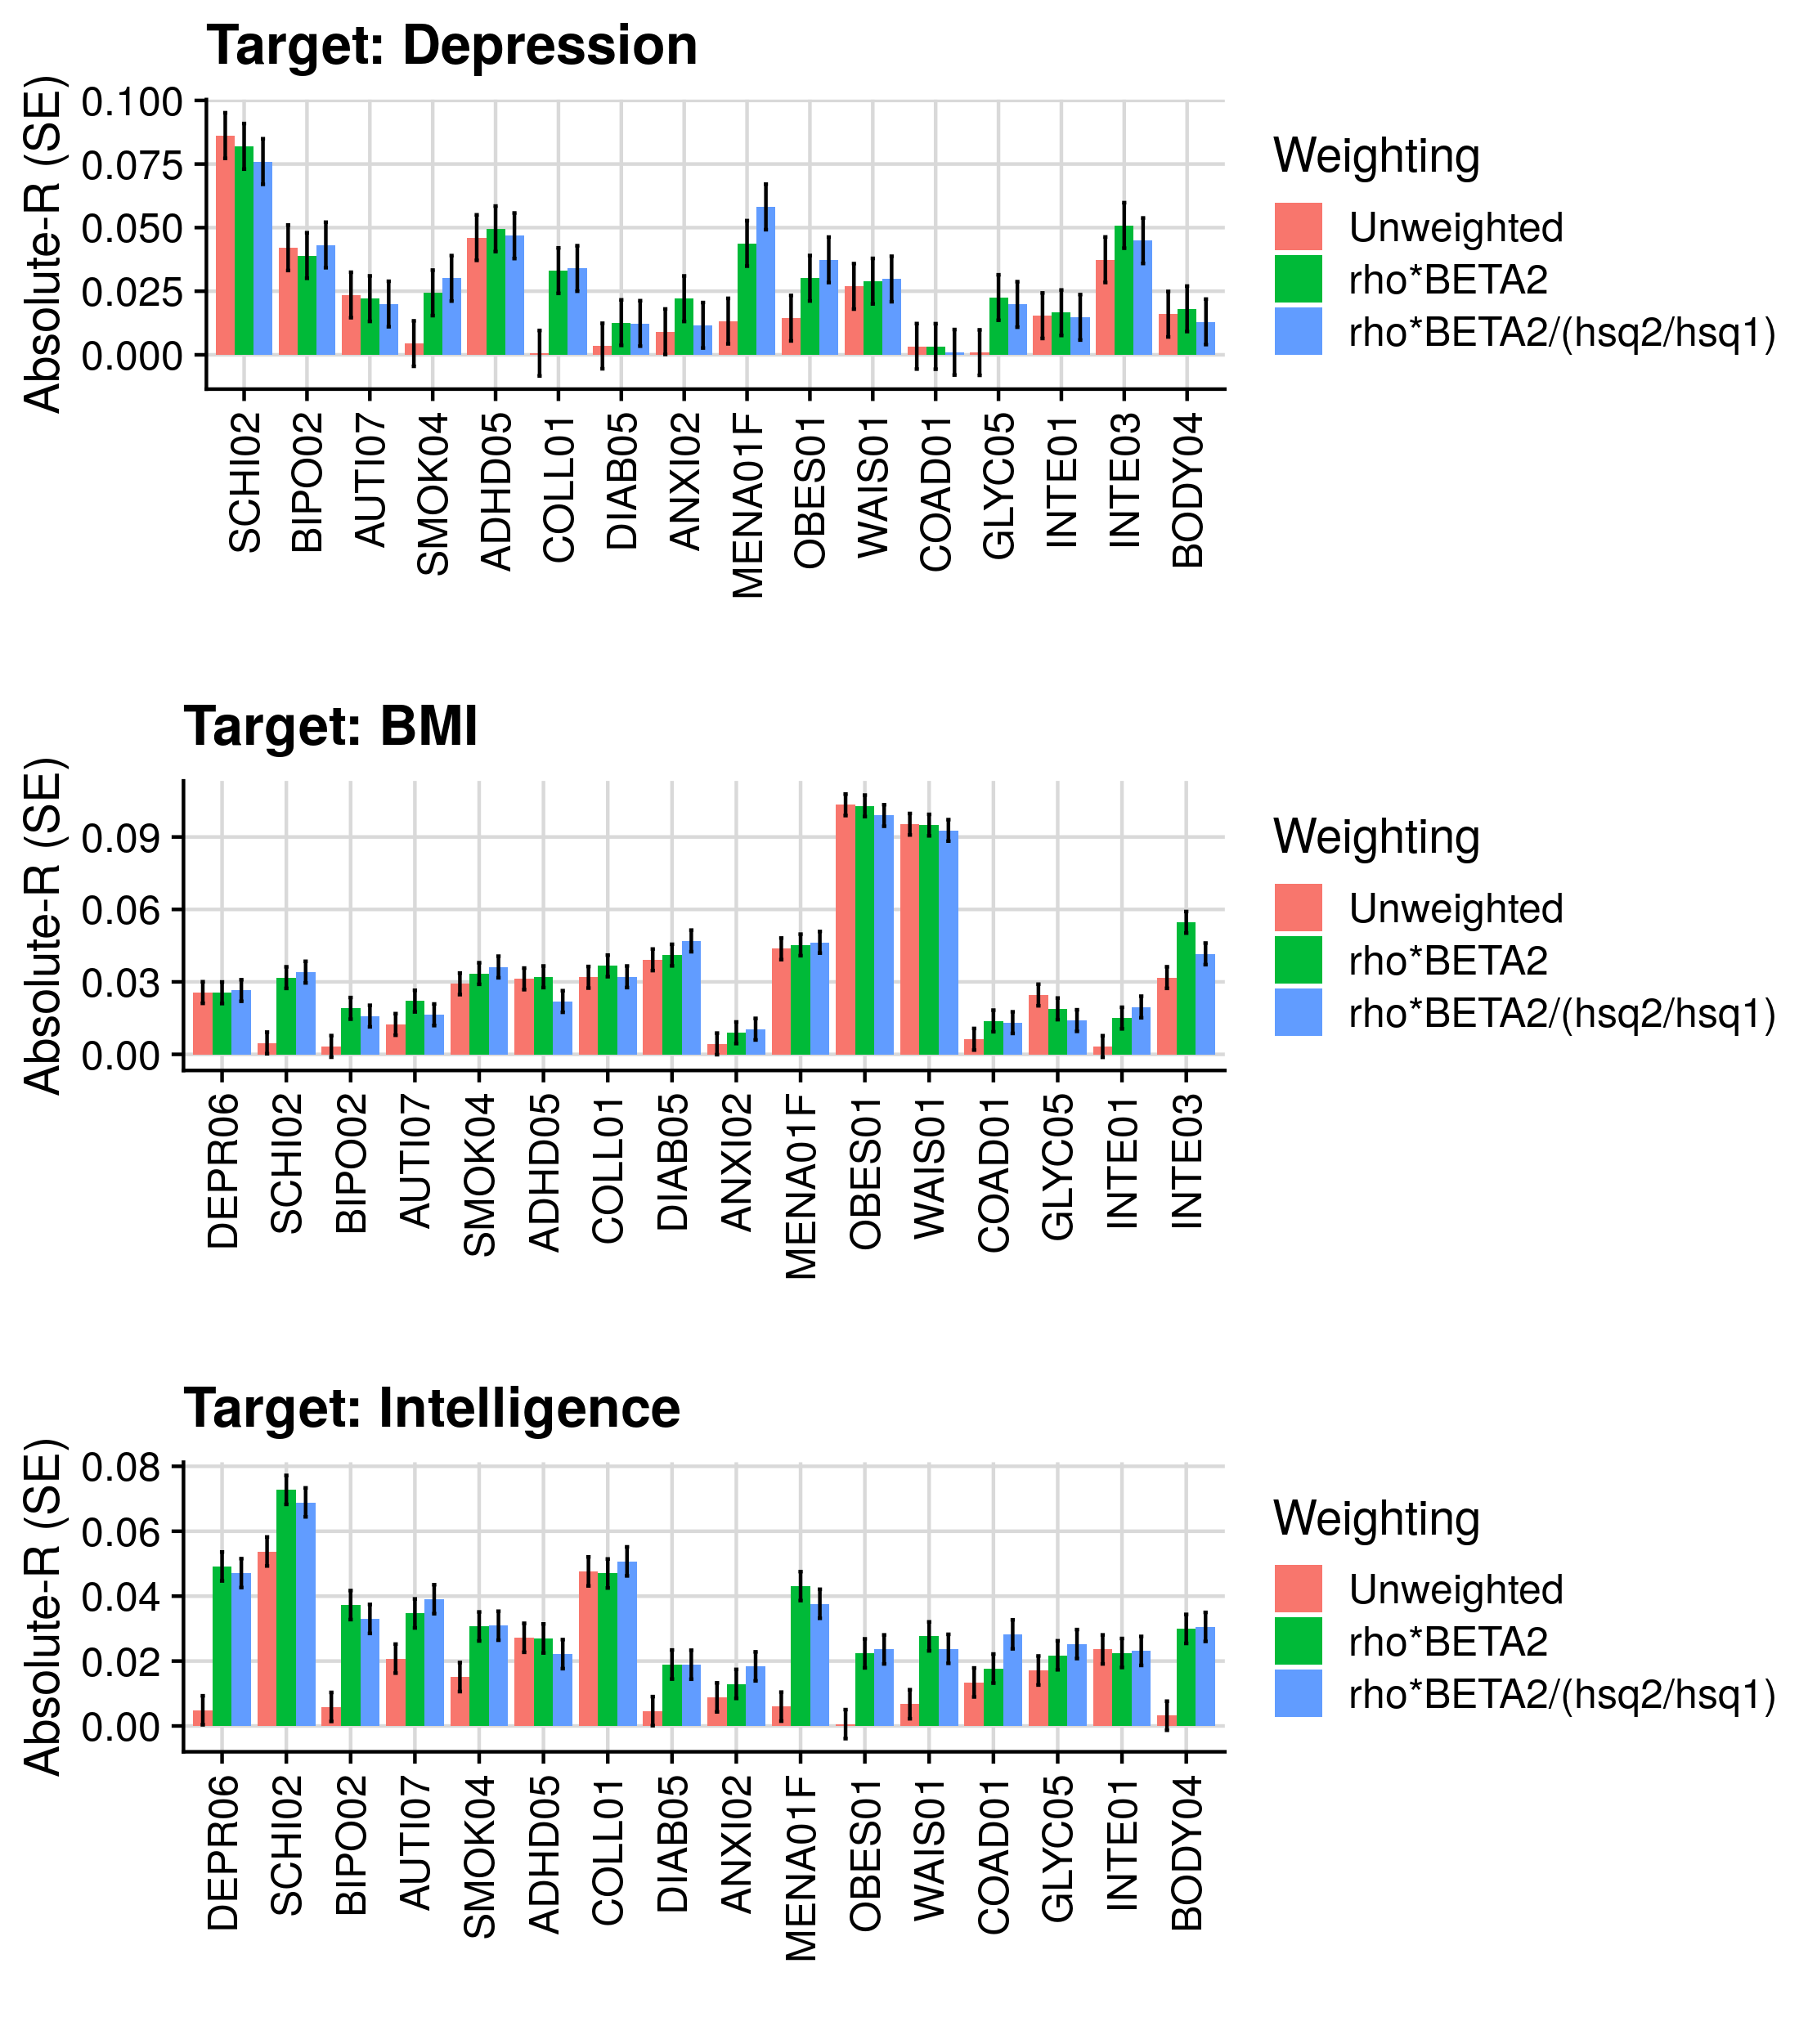 Target: Depression
Absolute-R (SE)
0.100
0.075
0.050
0.025
0.000
SCHI02
BIPO02
AUTI07
SMOK04
ADHD05
COLL01
DIAB05
ANXI02
MENA01F
OBES01
WAIS01
COAD01
GLYC05
INTE01
INTE03
BODY04
Weighting
Unweighted
rho*BETA2
rho*BETA2/(hsq2/hsq1)
Target: BMI
Absolute-R (SE)
0.09
0.06
0.03
0.00
DEPR06
SCHI02
BIPO02
AUTI07
SMOK04
ADHD05
COLL01
DIAB05
ANXI02
MENA01F
OBES01
WAIS01
COAD01
GLYC05
INTE01
INTE03
Weighting
Unweighted
rho*BETA2
rho*BETA2/(hsq2/hsq1)
Target: Intelligence
Absolute-R (SE)
0.08
0.06
0.04
0.02
0.00
DEPR06
SCHI02
BIPO02
AUTI07
SMOK04
ADHD05
COLL01
DIAB05
ANXI02
MENA01F
OBES01
WAIS01
COAD01
GLYC05
INTE01
BODY04
Weighting
Unweighted
rho*BETA2
rho*BETA2/(hsq2/hsq1)